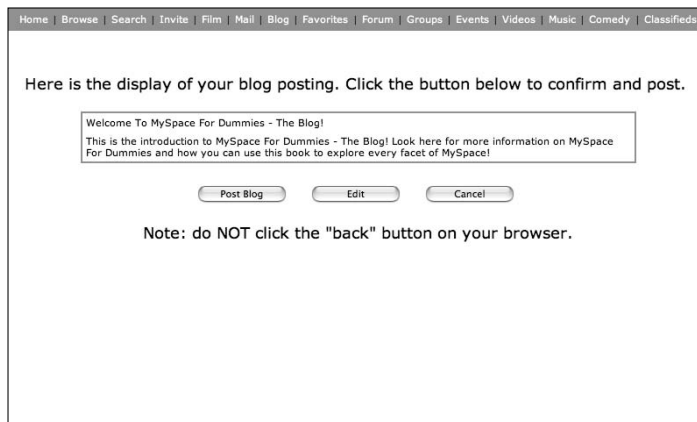 Home | Browse | Search | Invite | Film | Mail | Blog | Favorites | Forum | Groups | Events | Videos | Music | Comedy | Classifieds
Here is the display of your blog posting. Click the button below to confirm and post.
Welcome To MySpace For Dummies - The Blog!
This is the introduction to MySpace For Dummies - The Blog! Look here for more information on MySpace
For Dummies and how you can use this book to explore every facet of MySpace!
Post Blog Edit Cancel
Note: do NOT click the "back" button on your browser.